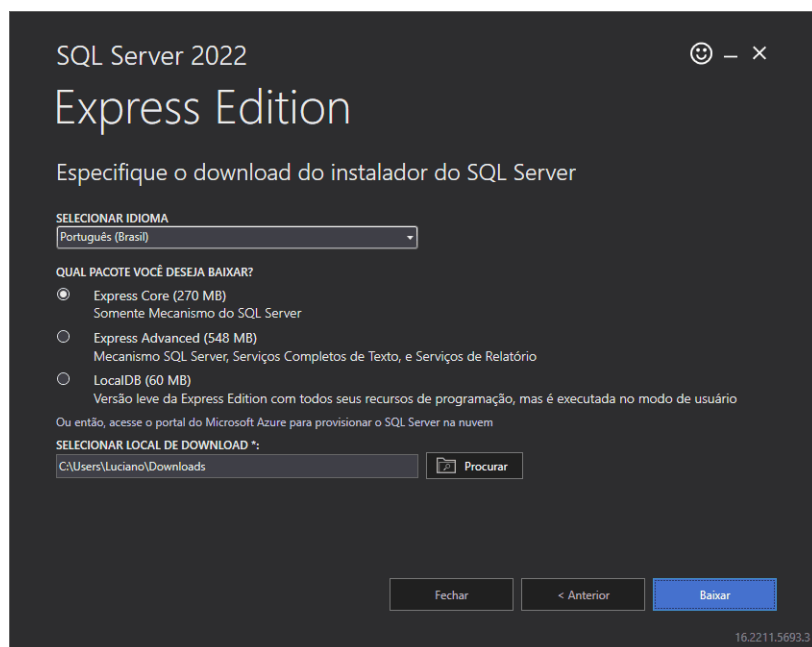 SQL Server 2022
Express Edition
Especifique o download do instalador do SQL Server
SELECIONAR IDIOMA
Português (Brasil)
QUAL PACOTE VOCÊ DESEJA BAIXAR?
Express Core (270 MB)
Somente Mecanismo do SQL Server
Express Advanced (548 MB)
Mecanismo SQL Server, Serviços Completos de Texto, e Serviços de Relatório
LocalDB (60 MB)
Versão leve da Express Edition com todos seus recursos de programação, mas é executada no modo de usuário
Ou então, acesse o portal do Microsoft Azure para provisionar o SQL Server na nuvem
SELECIONAR LOCAL DE DOWNLOAD *:
C:\Users\Luciano\Downloads
Procurar
Fechar
< Anterior
Baixar
16.2211.5693.3